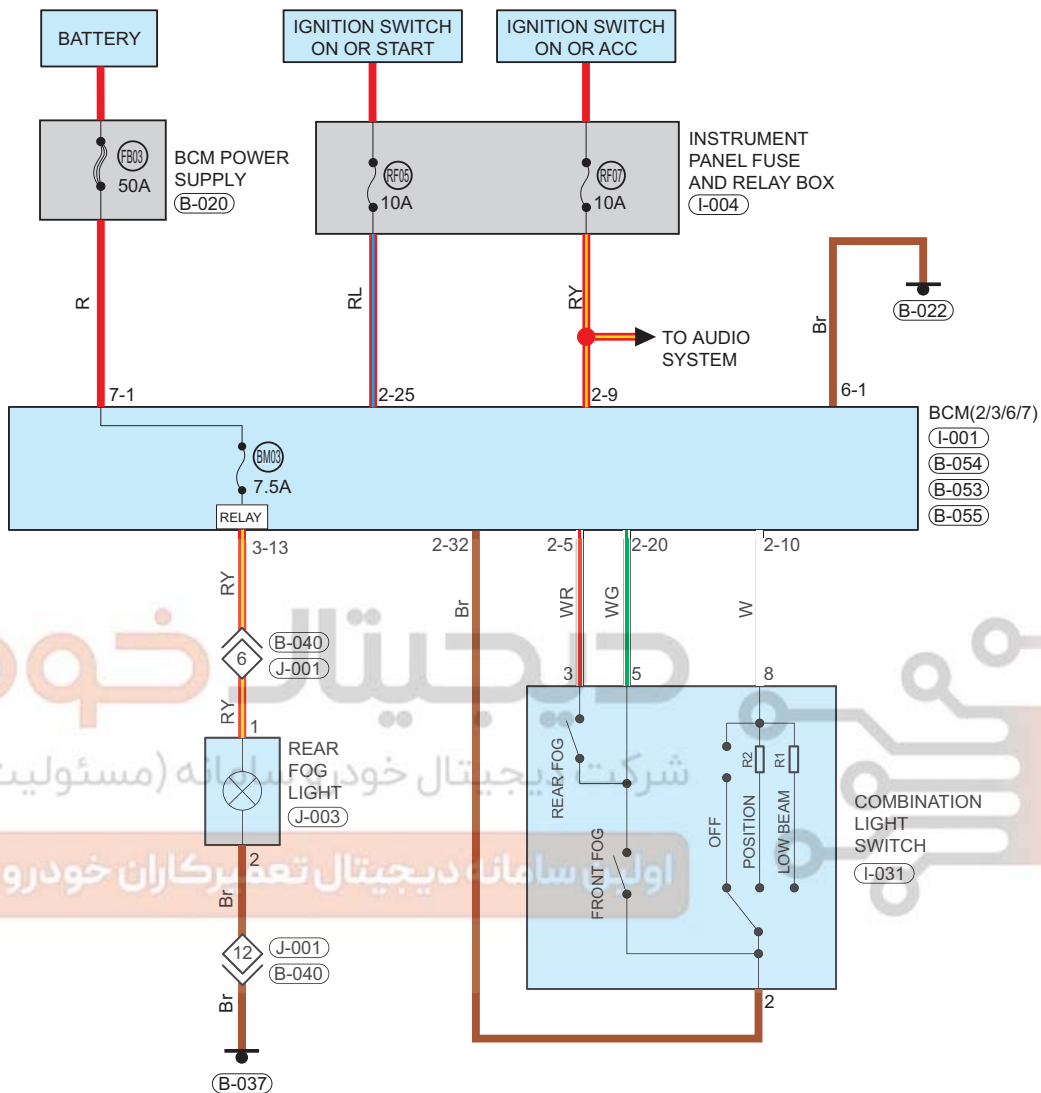 BATTERY
IGNITION SWITCH
ON OR START
IGNITION SWITCH
ON OR ACC
FB03
50A
BCM POWER
SUPPLY
B-020
RF05
10A
RF07
10A
INSTRUMENT
PANEL FUSE
AND RELAY BOX
I-004
R
RL
RY
TO AUDIO
SYSTEM
Br
B-022
7-1
2-25
2-9
6-1
BCM(2/3/6/7)
I-001
B-054
B-053
B-055
BM03
7.5A
RELAY
3-13
2-32
2-5
2-20
2-10
RY
Br
WR
WG
W
6
B-040
J-001
RY
دیجیتال خودرو
1
REAR
FOG
LIGHT
J-003
2
شرکت دیجیتال خودرو سامانه (مسئولیت
3
5
8
REAR FOG
FRONT FOG
OFF
R2
POSITION
R1
LOW BEAM
COMBINATION
LIGHT
SWITCH
I-031
2
اولین سامانه دیجیتال تعمیرکاران خودرو
Br
12
J-001
B-040
Br
B-037